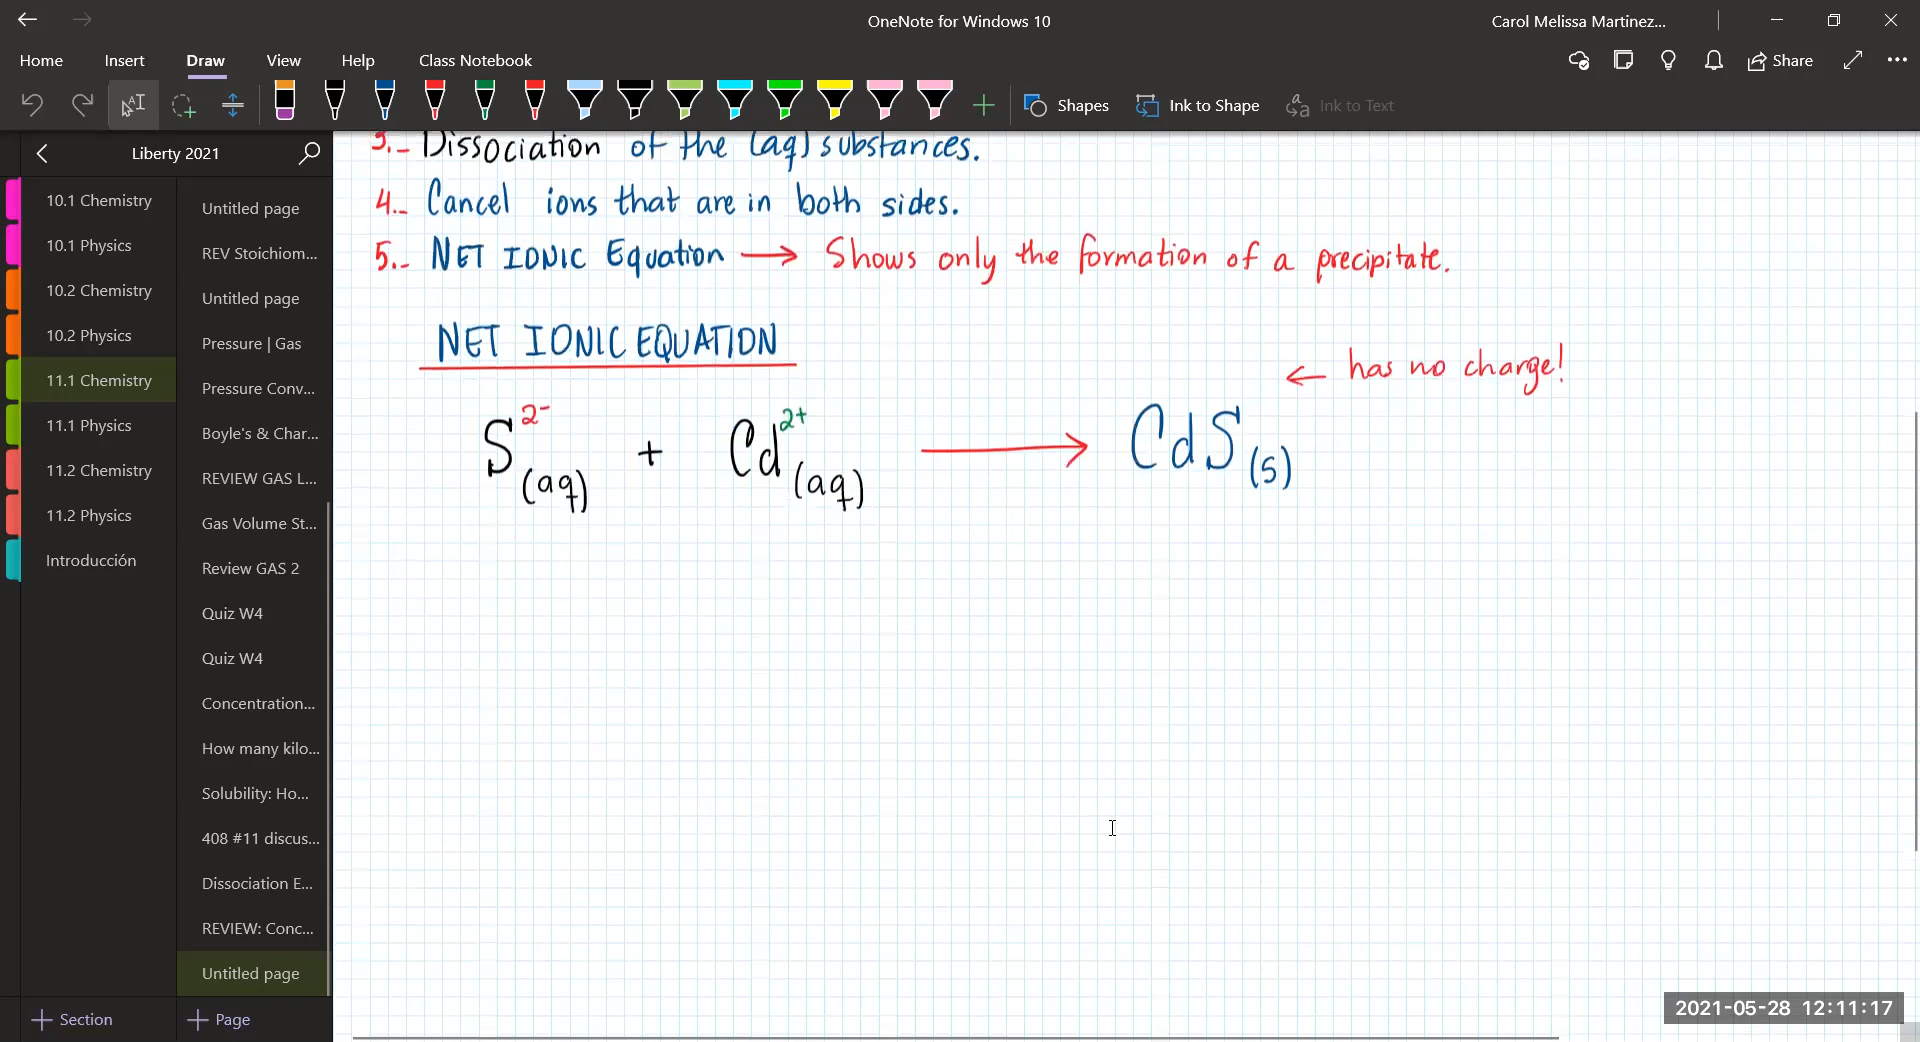 OneNote for Windows 10
Carol Melissa Martinez...
Home Insert Draw View Help Class Notebook
Share
Shapes Ink to Shape Ink to Text
Liberty 2021
10.1 Chemistry
10.1 Physics
10.2 Chemistry
10.2 Physics
11.1 Chemistry
11.1 Physics
11.2 Chemistry
11.2 Physics
Introducción
Section
Untitled page
REV Stoichiom...
Untitled page
Pressure | Gas
Pressure Conv...
Boyle's & Char...
REVIEW GAS L...
Gas Volume St...
Review GAS 2
Quiz W4
Quiz W4
Concentration...
How many kilo...
Solubility: Ho...
408 #11 discus...
Dissociation E...
REVIEW: Conc...
Untitled page
Page
3.- Dissociation of the (aq) substances.
4.- Cancel ions that are in both sides.
5.- NET IONIC Equation → Shows only the formation of a precipitate.
NET IONIC EQUATION
← has no charge!
S²⁻(aq) + Cd²⁺(aq) → CdS(s)
2021-05-28 12:11:17